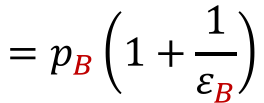 = p_B (1 + 1/ε_B)